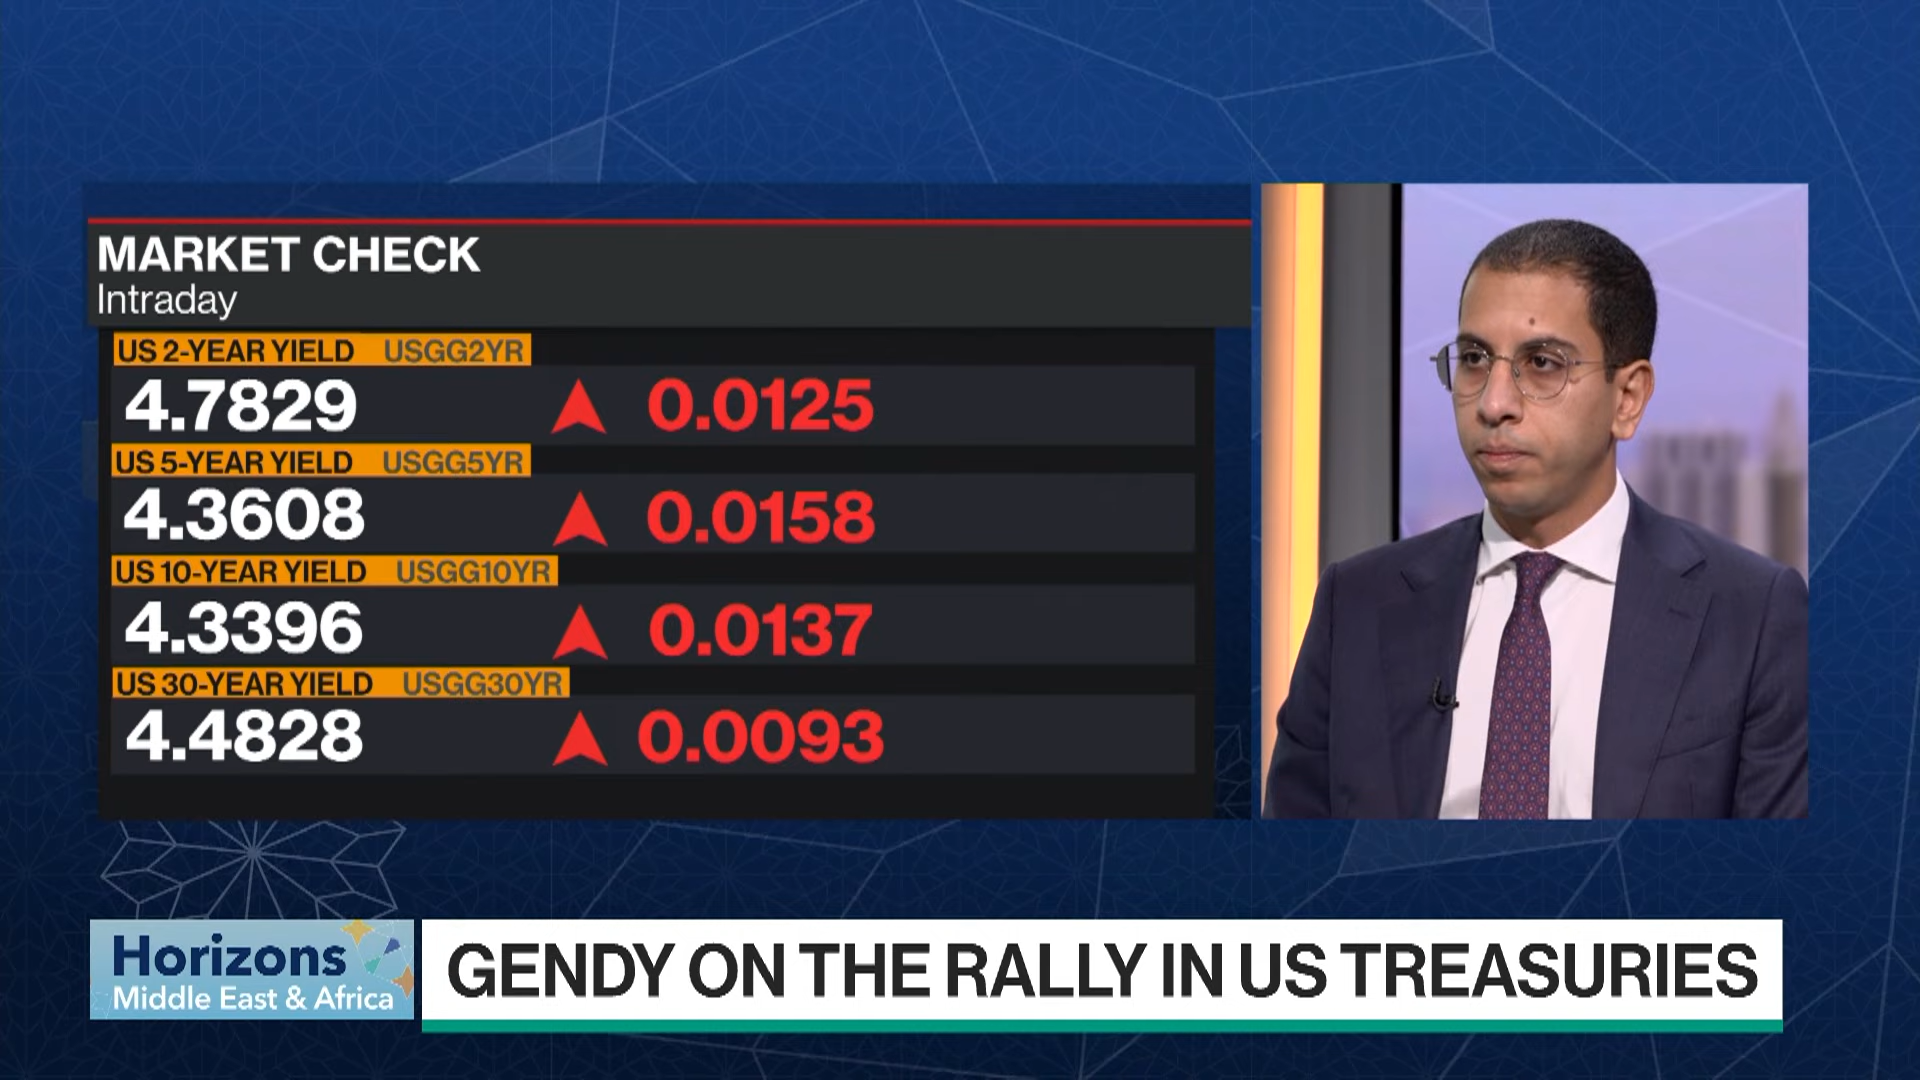 MARKET CHECK
Intraday
US 2-YEAR YIELD USGG2YR
4.7829 ▲ 0.0125
US 5-YEAR YIELD USGG5YR
4.3608 ▲ 0.0158
US 10-YEAR YIELD USGG10YR
4.3396 ▲ 0.0137
US 30-YEAR YIELD USGG30YR
4.4828 ▲ 0.0093
Horizons
Middle East & Africa
GENDY ON THE RALLY IN US TREASURIES